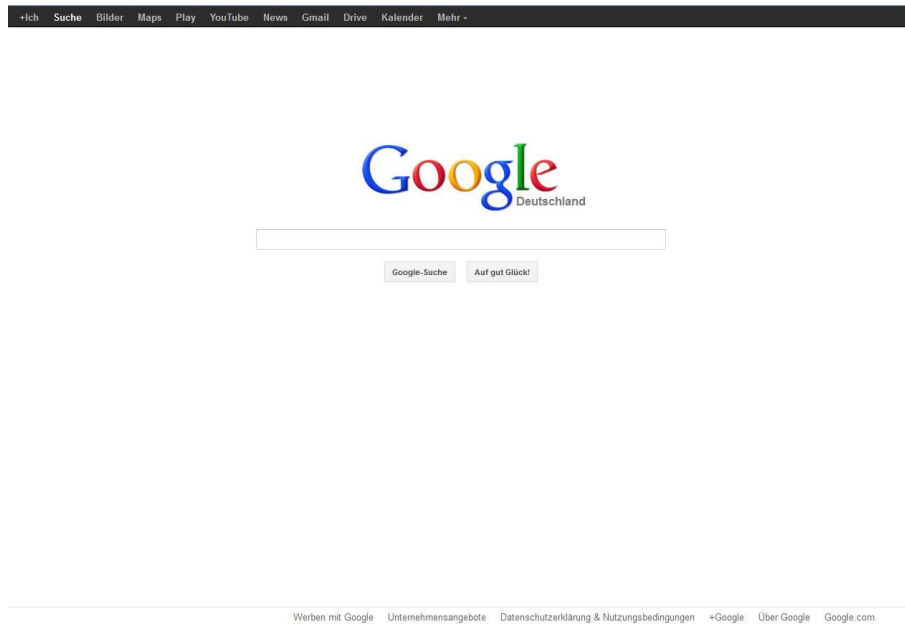 +Ich Suche Bilder Maps Play YouTube News Gmail Drive Kalender Mehr
Google
Deutschland
Google-Suche Auf gut Glück!
Werben mit Google Unternehmensangebote Datenschutzerklärung & Nutzungsbedingungen +Google Über Google Google.com